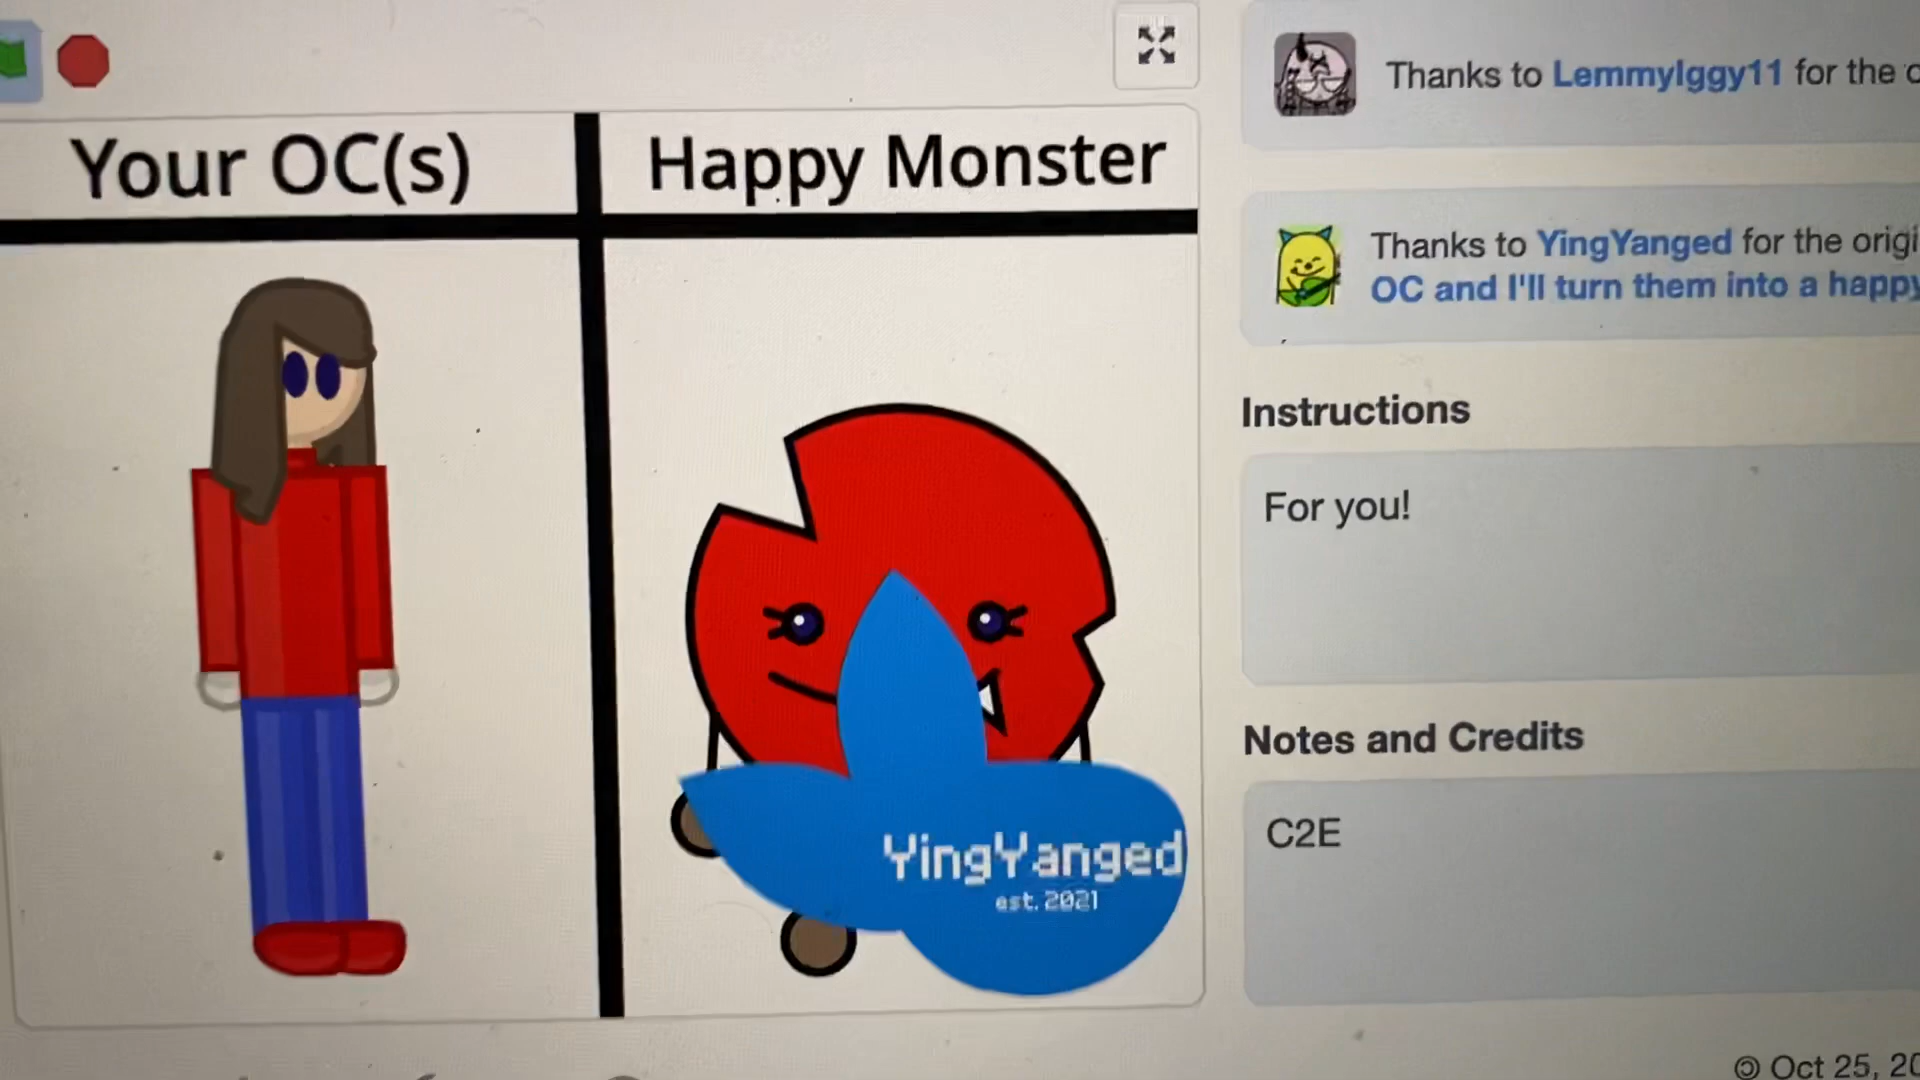 Your OC(s)
Happy Monster
YingYanged
est. 2021
Thanks to LemmyIggy11 for the
Thanks to YingYanged for the
OC and I'll turn them into a happy
Instructions
For you!
Notes and Credits
C2E
Oct 25,